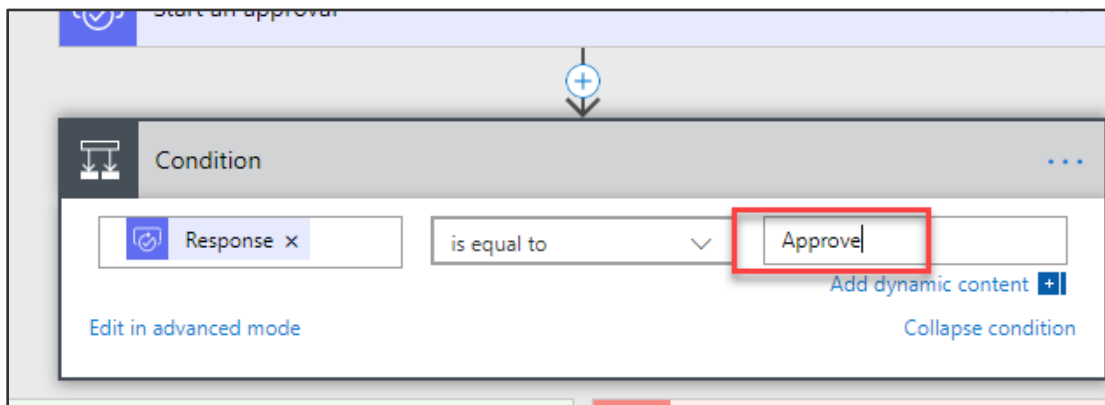 Start an approval
Condition
Response ×
is equal to
Approve
Add dynamic content
Edit in advanced mode
Collapse condition